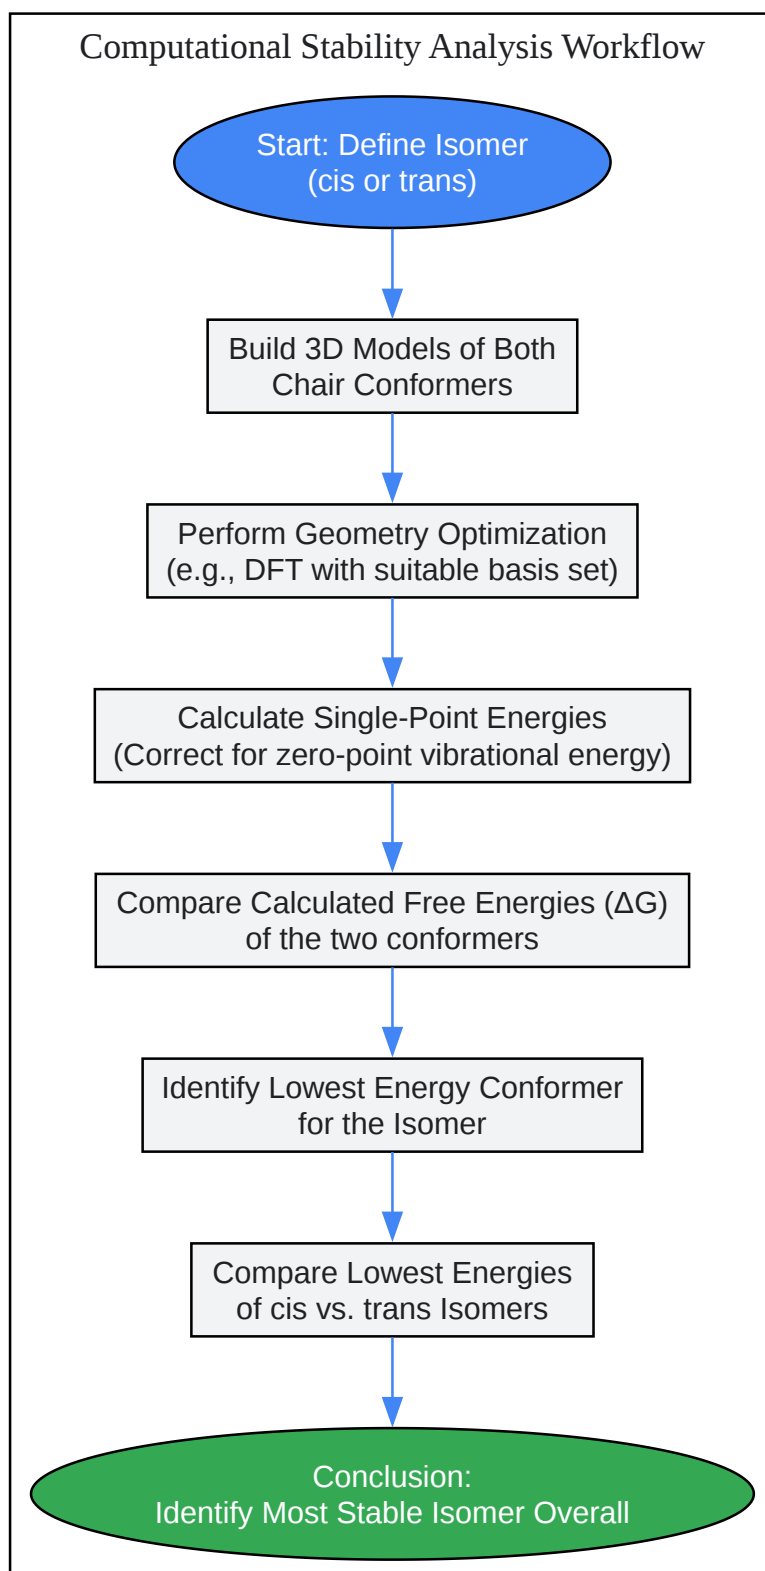 Computational Stability Analysis Workflow
Start: Define Isomer
(cis or trans)
Build 3D Models of Both
Chair Conformers
Perform Geometry Optimization
(e.g., DFT with suitable basis set)
Calculate Single-Point Energies
(Correct for zero-point vibrational energy)
Compare Calculated Free Energies (ΔG)
of the two conformers
Identify Lowest Energy Conformer
for the Isomer
Compare Lowest Energies
of cis vs. trans Isomers
Conclusion:
Identify Most Stable Isomer Overall